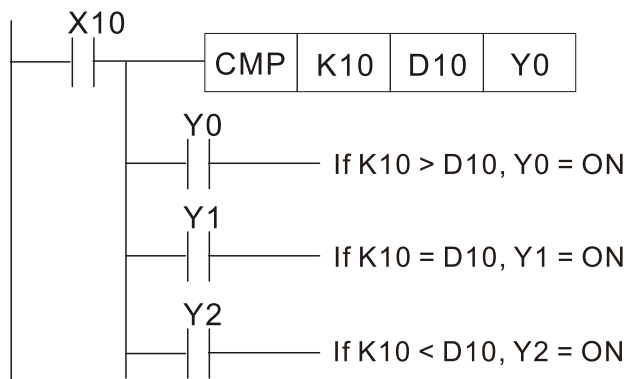 X10
CMP K10 D10 Y0
Y0
If K10 > D10, Y0 = ON
Y1
If K10 = D10, Y1 = ON
Y2
If K10 < D10, Y2 = ON